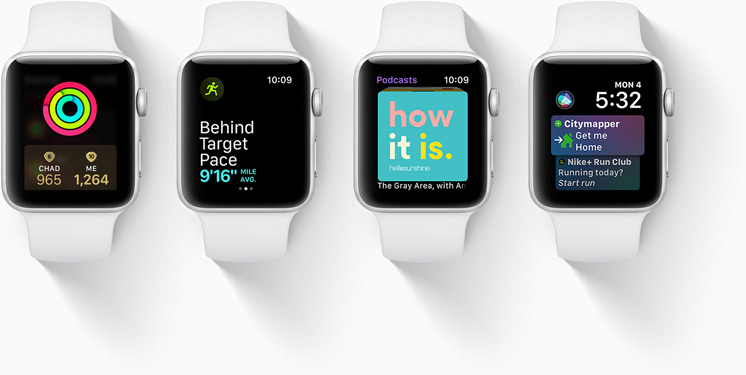 6
10
CHAD
ME
965
1,264
10:09
Behind
Target
Pace
9'16" MILE
AVG.
Podcasts
10:09
how
it is.
hellosunshine
The Gray Area, with An
MON 4
5:32
Citymapper
Get me
Home
Nike+ Run Club
Running today?
Start run